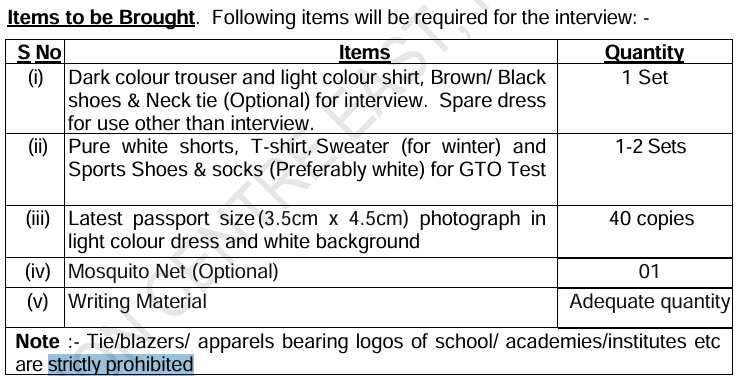 Items to be Brought. Following items will be required for the interview: -
S No Items Quantity
(i) Dark colour trouser and light colour shirt, Brown/ Black 1 Set
shoes & Neck tie (Optional) for interview. Spare dress
for use other than interview.
(ii) Pure white shorts, T-shirt, Sweater (for winter) and 1-2 Sets
Sports Shoes & socks (Preferably white) for GTO Test
(iii) Latest passport size (3.5cm x 4.5cm) photograph in 40 copies
light colour dress and white background
(iv) Mosquito Net (Optional) 01
(v) Writing Material Adequate quantity
Note :- Tie/blazers/ apparels bearing logos of school/ academies/institutes etc
are strictly prohibited
ON CENTRE EAST,